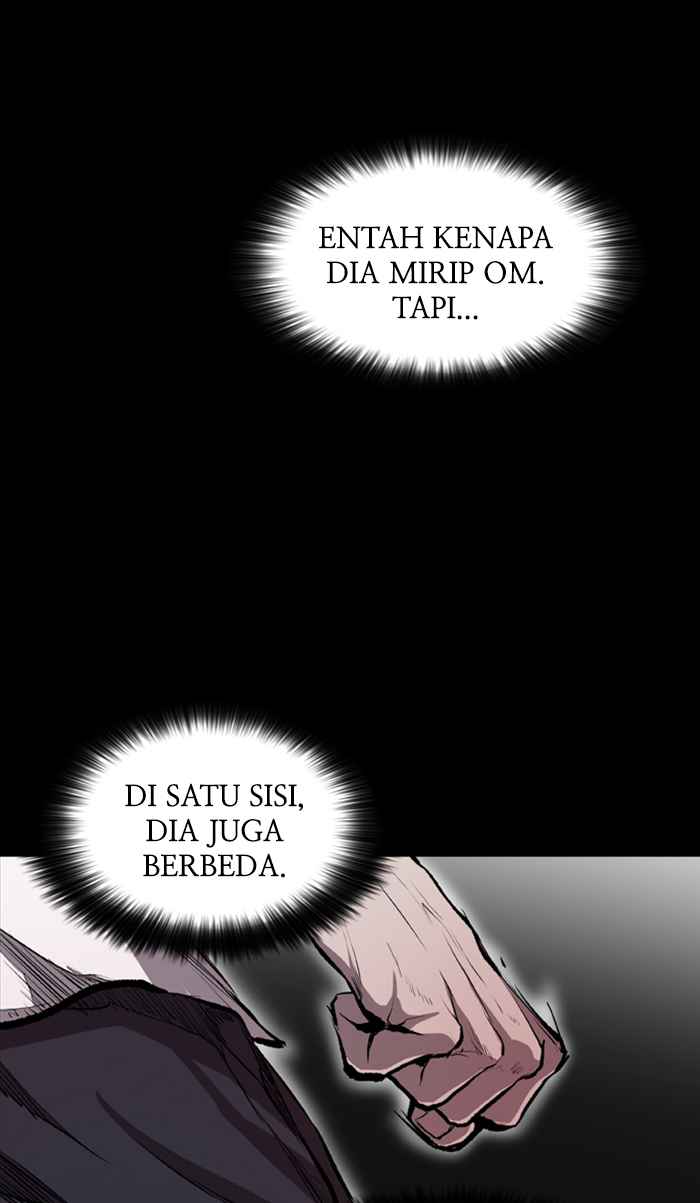 ENTAH KENAPA
DIA MIRIP OM.
TAPI...
DI SATU SISI,
DIA JUGA
BERBEDA.